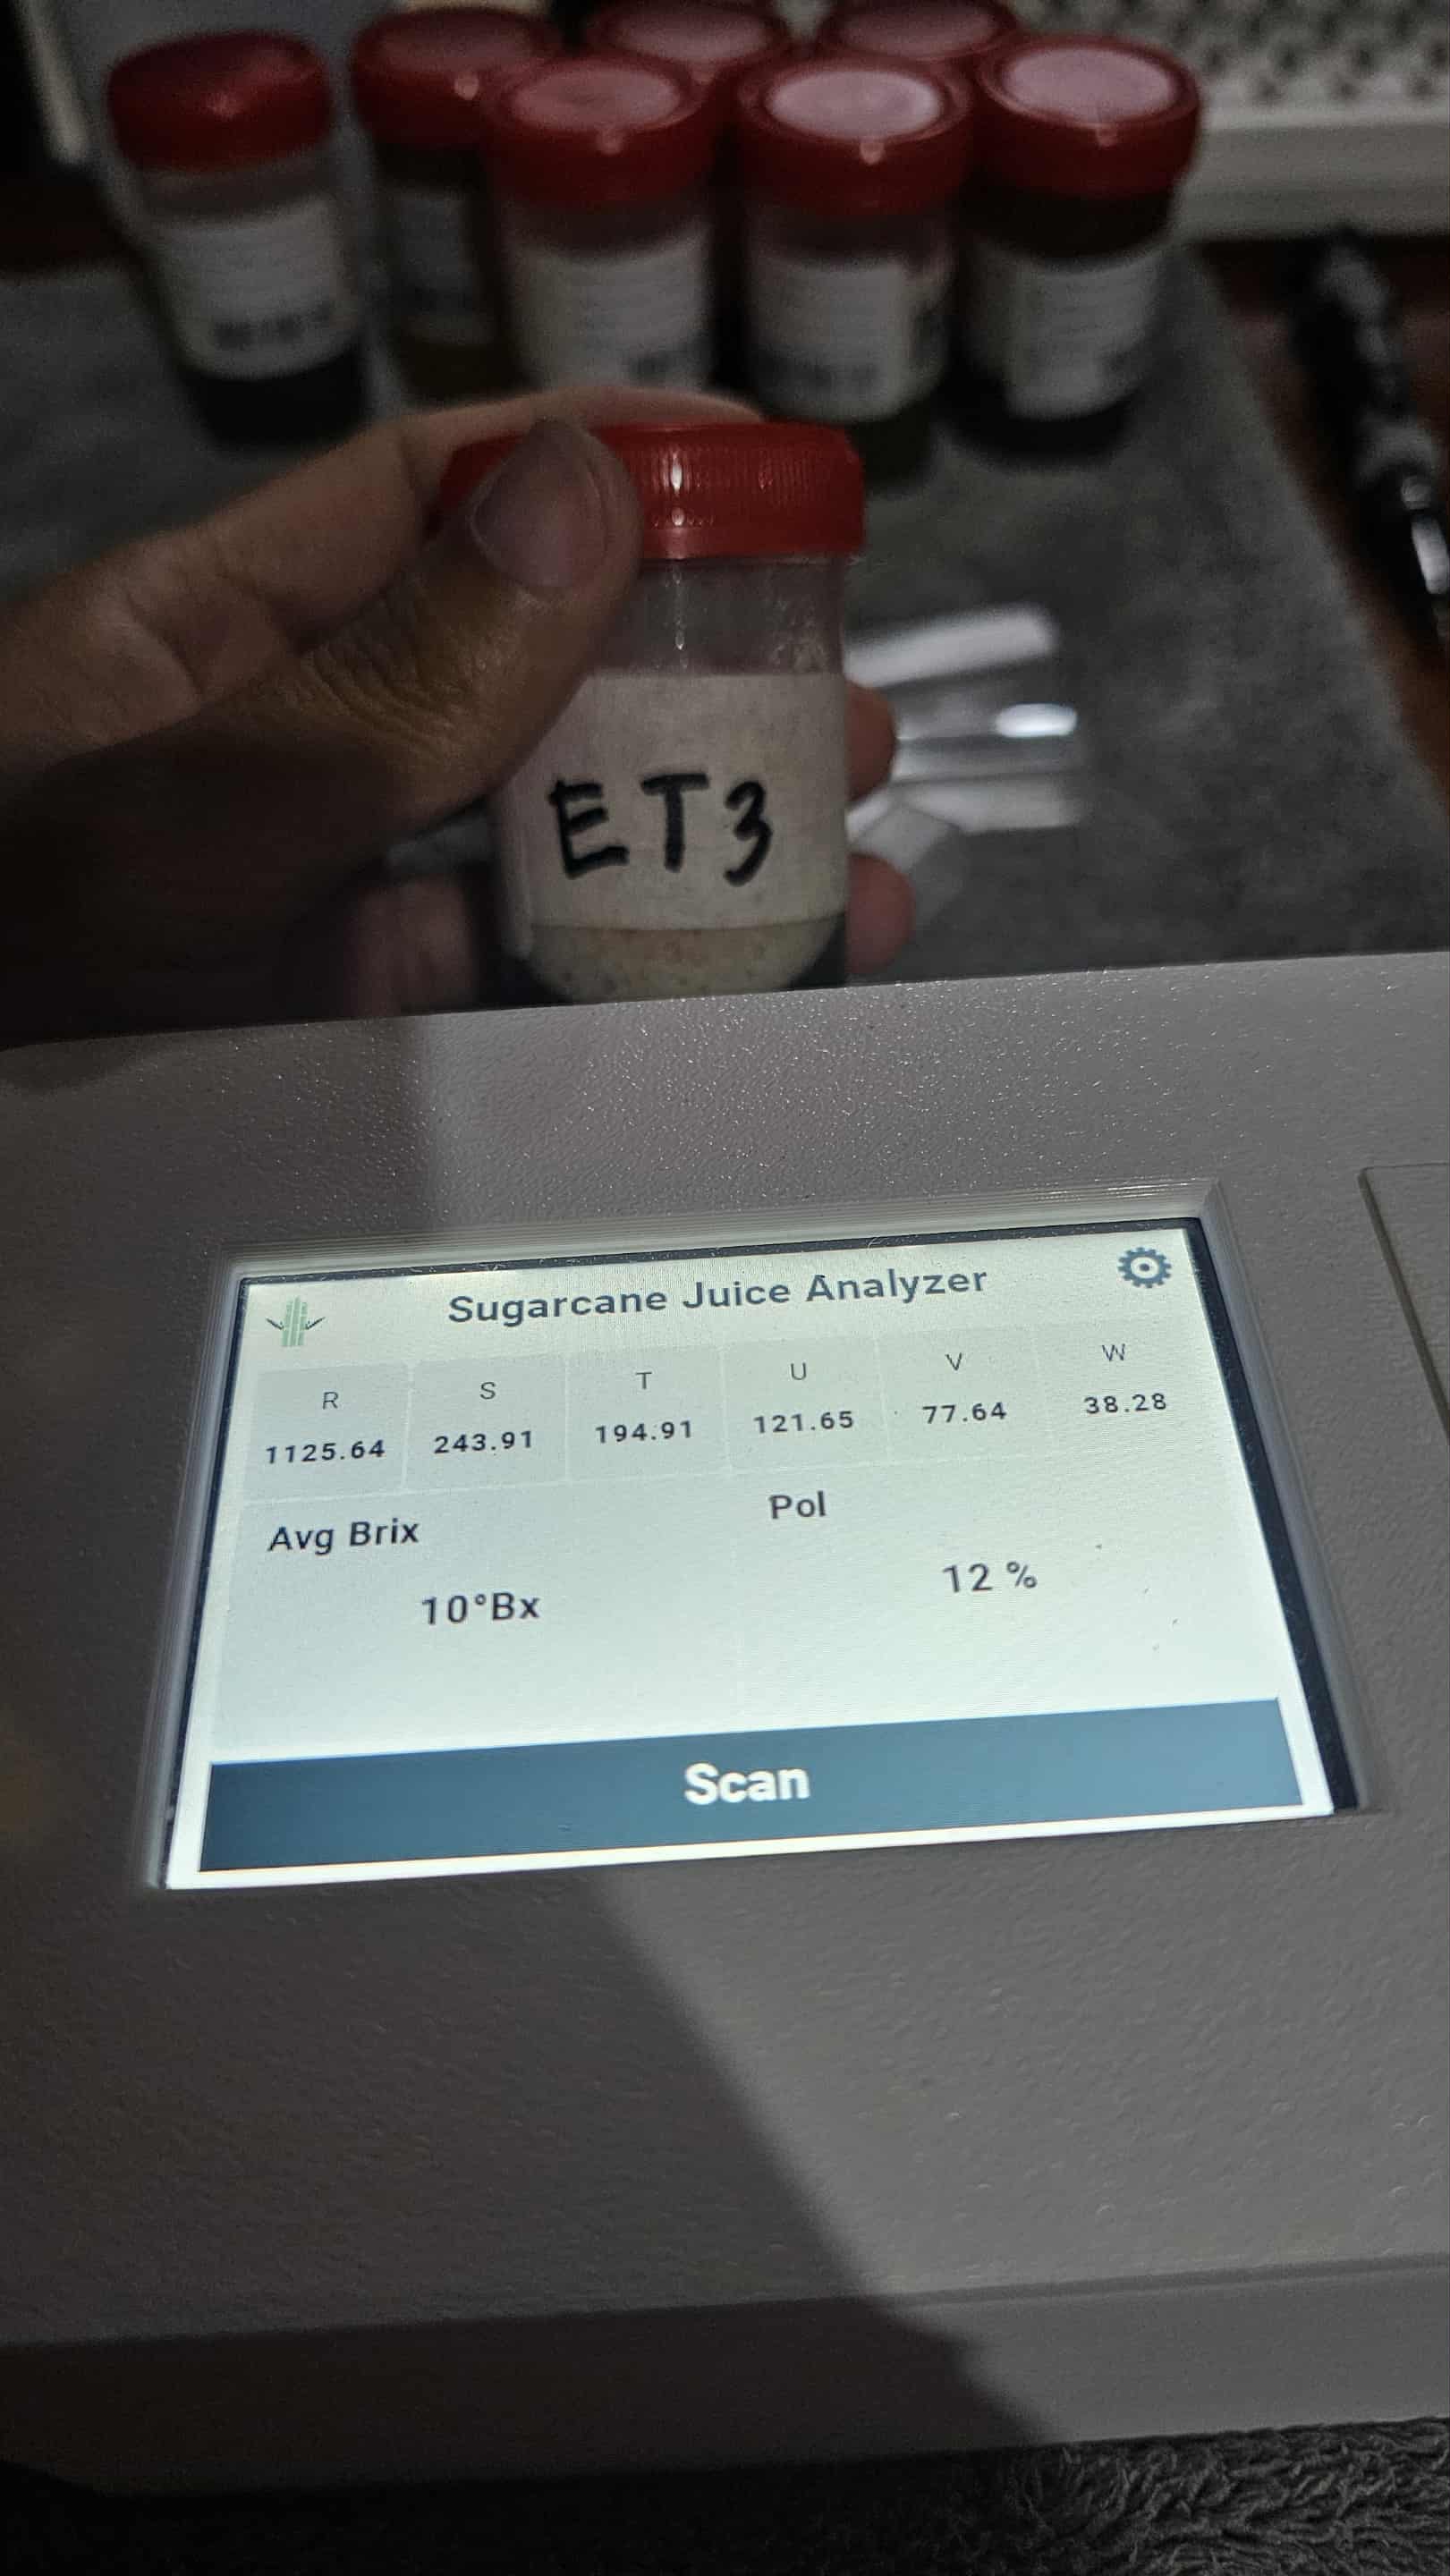 ET3
Sugarcane Juice Analyzer
R S T U V W
1125.64 243.91 194.91 121.65 77.64 38.28
Avg Brix Pol
10°Bx 12 %
Scan